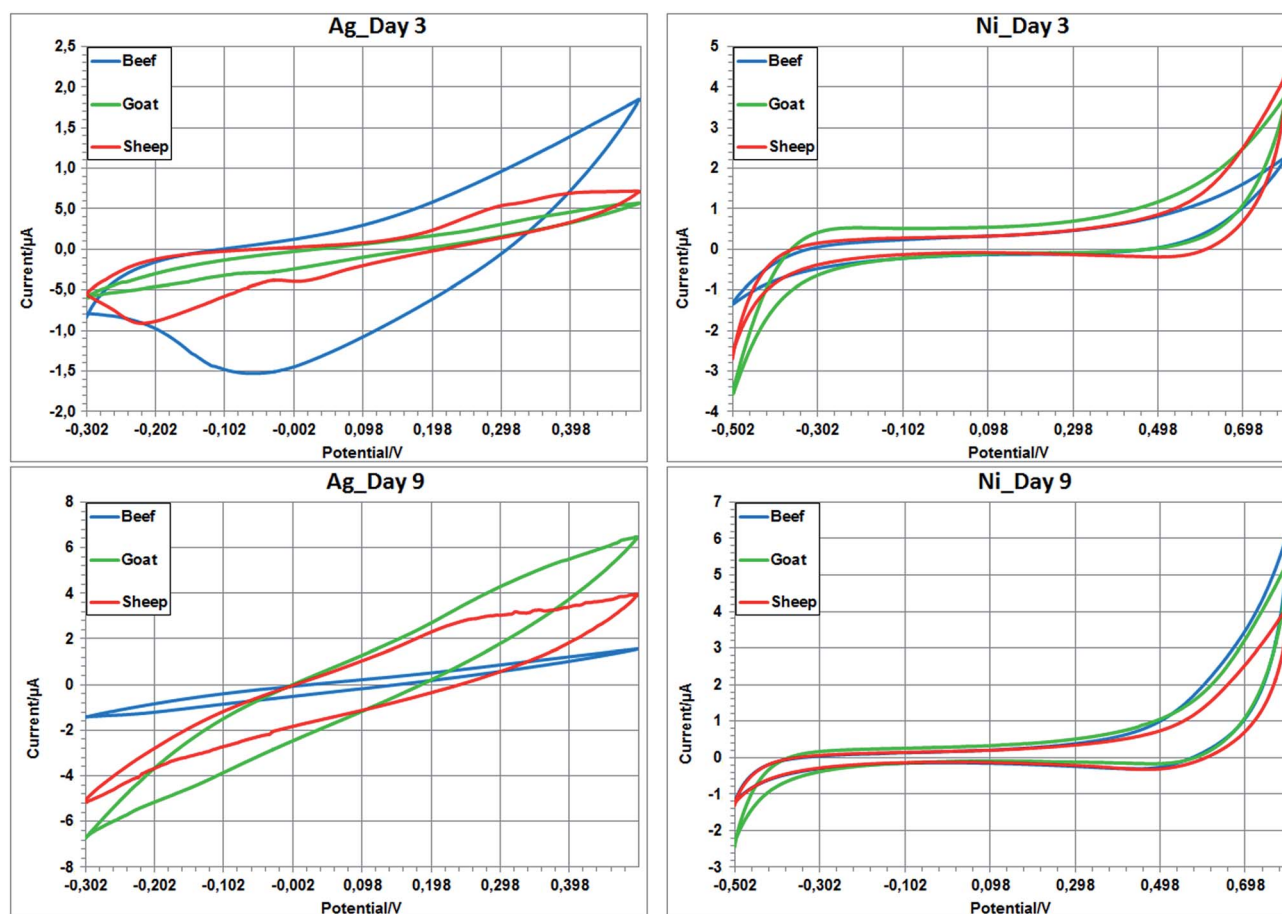 Ag_Day 3
2,5
2,0
1,5
1,0
5,0
0,0
-5,0
-1,0
-1,5
-2,0
Current/µA
Beef
Goat
Sheep
-0,302 -0,202 -0,102 -0,002 0,098 0,198 0,298 0,398
Potential/V
Ni_Day 3
5
4
3
2
1
0
-1
-2
-3
-4
Current/µA
Beef
Goat
Sheep
-0,502 -0,302 -0,102 0,098 0,298 0,498 0,698
Potential/V
Ag_Day 9
8
6
4
2
0
-2
-4
-6
-8
Current/µA
Beef
Goat
Sheep
-0,302 -0,202 -0,102 -0,002 0,098 0,198 0,298 0,398
Potential/V
Ni_Day 9
7
6
5
4
3
2
1
0
-1
-2
-3
Current/µA
Beef
Goat
Sheep
-0,502 -0,302 -0,102 0,098 0,298 0,498 0,698
Potential/V